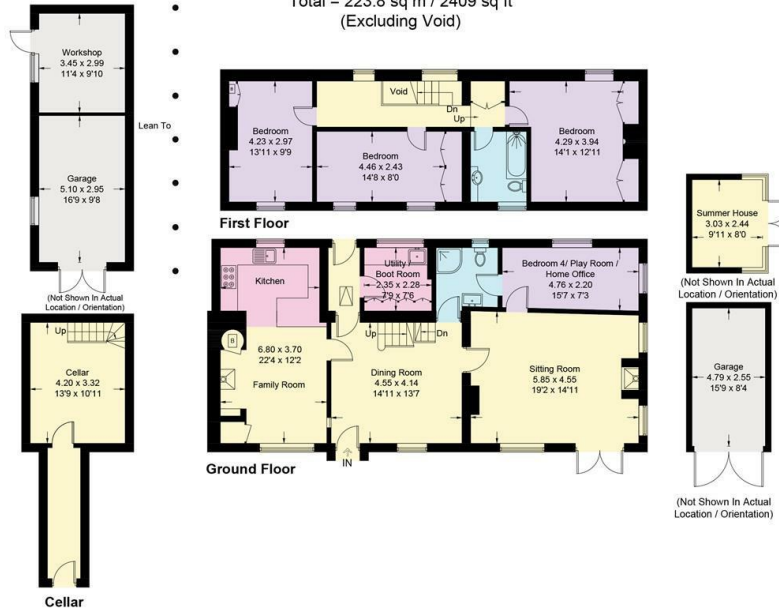 Total = 223.8 sq m / 2409 sq ft
(Excluding Void)
Workshop
3.45 x 2.99
11'4 x 9'10
Lean To
Garage
5.10 x 2.95
16'9 x 9'8
(Not Shown In Actual
Location / Orientation)
Bedroom
4.23 x 2.97
13'11 x 9'9
Void
Dn
Up
Bedroom
4.46 x 2.43
14'8 x 8'0
Bedroom
4.29 x 3.94
14'1 x 12'11
First Floor
Summer House
3.03 x 2.44
9'11 x 8'0
(Not Shown In Actual
Location / Orientation)
Kitchen
Utility /
Boot Room
2.35 x 2.28
7'9 x 7'6
Bedroom 4/ Play Room /
Home Office
4.76 x 2.20
15'7 x 7'3
B
6.80 x 3.70
22'4 x 12'2
Family Room
Up
Dn
Dining Room
4.55 x 4.14
14'11 x 13'7
Sitting Room
5.85 x 4.55
19'2 x 14'11
IN
Ground Floor
Garage
4.79 x 2.55
15'9 x 8'4
(Not Shown In Actual
Location / Orientation)
Up
Cellar
4.20 x 3.32
13'9 x 10'11
Cellar